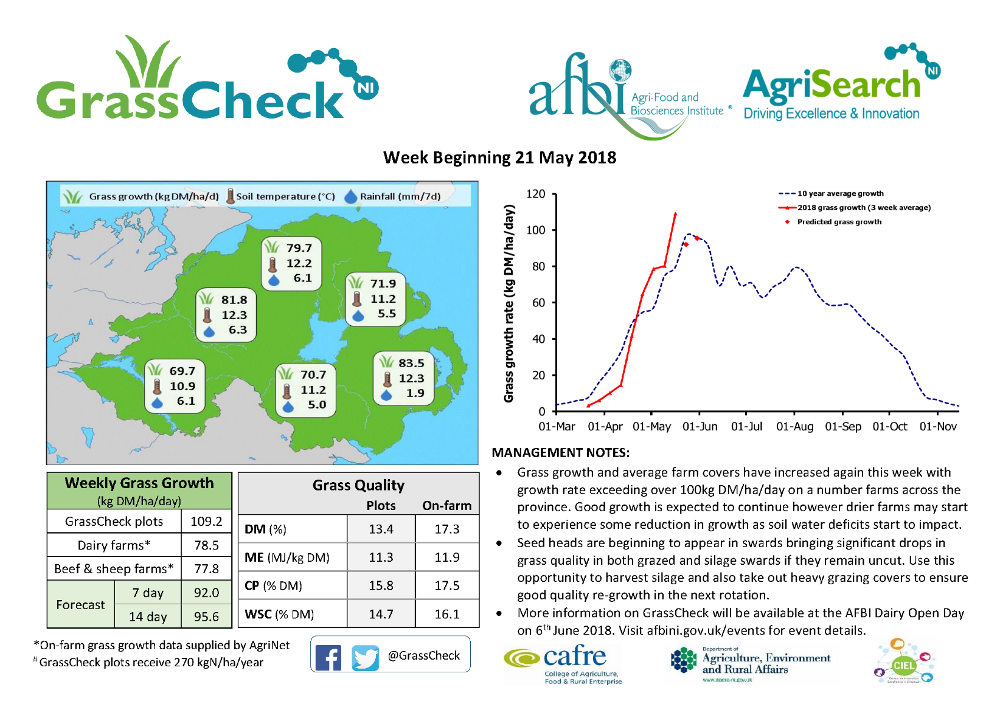 GrassCheck NI
afbi Agri-Food and
Biosciences Institute ®
AgriSearch NI
Driving Excellence & Innovation
Week Beginning 21 May 2018
Grass growth (kg DM/ha/d) Soil temperature (°C) Rainfall (mm/7d)
79.7
12.2
6.1
71.9
11.2
5.5
81.8
12.3
6.3
69.7
10.9
6.1
70.7
11.2
5.0
83.5
12.3
1.9
Grass growth rate (kg DM/ha/day)
120
100
80
60
40
20
0
01-Mar 01-Apr 01-May 01-Jun 01-Jul 01-Aug 01-Sep 01-Oct 01-Nov
10 year average growth
2018 grass growth (3 week average)
Predicted grass growth
Weekly Grass Growth
(kg DM/ha/day)
GrassCheck plots 109.2
Dairy farms* 78.5
Beef & sheep farms* 77.8
Forecast
7 day 92.0
14 day 95.6
Grass Quality
Plots On-farm
DM (%) 13.4 17.3
ME (MJ/kg DM) 11.3 11.9
CP (% DM) 15.8 17.5
WSC (% DM) 14.7 16.1
*On-farm grass growth data supplied by AgriNet
# GrassCheck plots receive 270 kgN/ha/year
@GrassCheck
MANAGEMENT NOTES:
• Grass growth and average farm covers have increased again this week with
growth rate exceeding over 100kg DM/ha/day on a number farms across the
province. Good growth is expected to continue however drier farms may start
to experience some reduction in growth as soil water deficits start to impact.
• Seed heads are beginning to appear in swards bringing significant drops in
grass quality in both grazed and silage swards if they remain uncut. Use this
opportunity to harvest silage and also take out heavy grazing covers to ensure
good quality re-growth in the next rotation.
• More information on GrassCheck will be available at the AFBI Dairy Open Day
on 6th June 2018. Visit afbini.gov.uk/events for event details.
cafre
College of Agriculture,
Food & Rural Enterprise
Department of
Agriculture, Environment
and Rural Affairs
www.daera-ni.gov.uk
CIEL